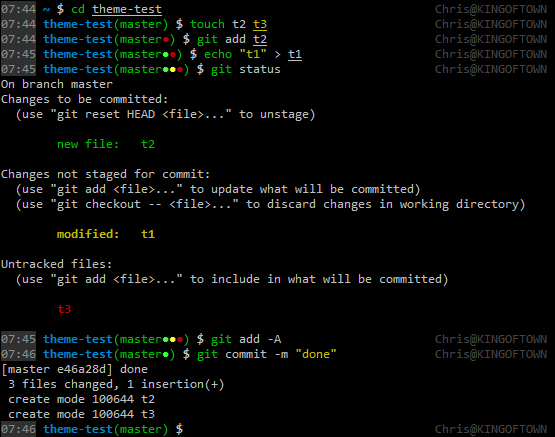 07:44 ~ $ cd theme-test Chris@KINGOFTOWN
07:44 theme-test(master) $ touch t2 t3 Chris@KINGOFTOWN
07:44 theme-test(master●) $ git add t2 Chris@KINGOFTOWN
07:45 theme-test(master●●) $ echo "t1" > t1 Chris@KINGOFTOWN
07:45 theme-test(master●●●) $ git status Chris@KINGOFTOWN
On branch master
Changes to be committed:
  (use "git reset HEAD <file>..." to unstage)
        new file:   t2
Changes not staged for commit:
  (use "git add <file>..." to update what will be committed)
  (use "git checkout -- <file>..." to discard changes in working directory)
        modified:   t1
Untracked files:
  (use "git add <file>..." to include in what will be committed)
        t3
07:45 theme-test(master●●●) $ git add -A Chris@KINGOFTOWN
07:46 theme-test(master●) $ git commit -m "done" Chris@KINGOFTOWN
[master e46a28d] done
 3 files changed, 1 insertion(+)
 create mode 100644 t2
 create mode 100644 t3
07:46 theme-test(master) $ Chris@KINGOFTOWN